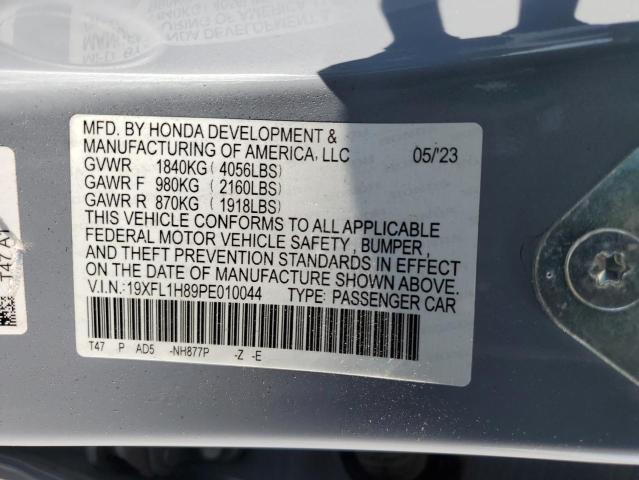 MFD. BY HONDA DEVELOPMENT &
MANUFACTURING OF AMERICA, LLC 05/'23
GVWR 1840KG ( 4056LBS)
GAWR F 980KG ( 2160LBS)
GAWR R 870KG ( 1918LBS)
THIS VEHICLE CONFORMS TO ALL APPLICABLE
FEDERAL MOTOR VEHICLE SAFETY , BUMPER ,
AND THEFT PREVENTION STANDARDS IN
EFFECT ON THE DATE OF MANUFACTURE SHOWN ABOVE.
V.I.N.:19XFL1H89PE010044 TYPE: PASSENGER CAR
T47 P AD5 -NH877P -Z -E
T47 A1